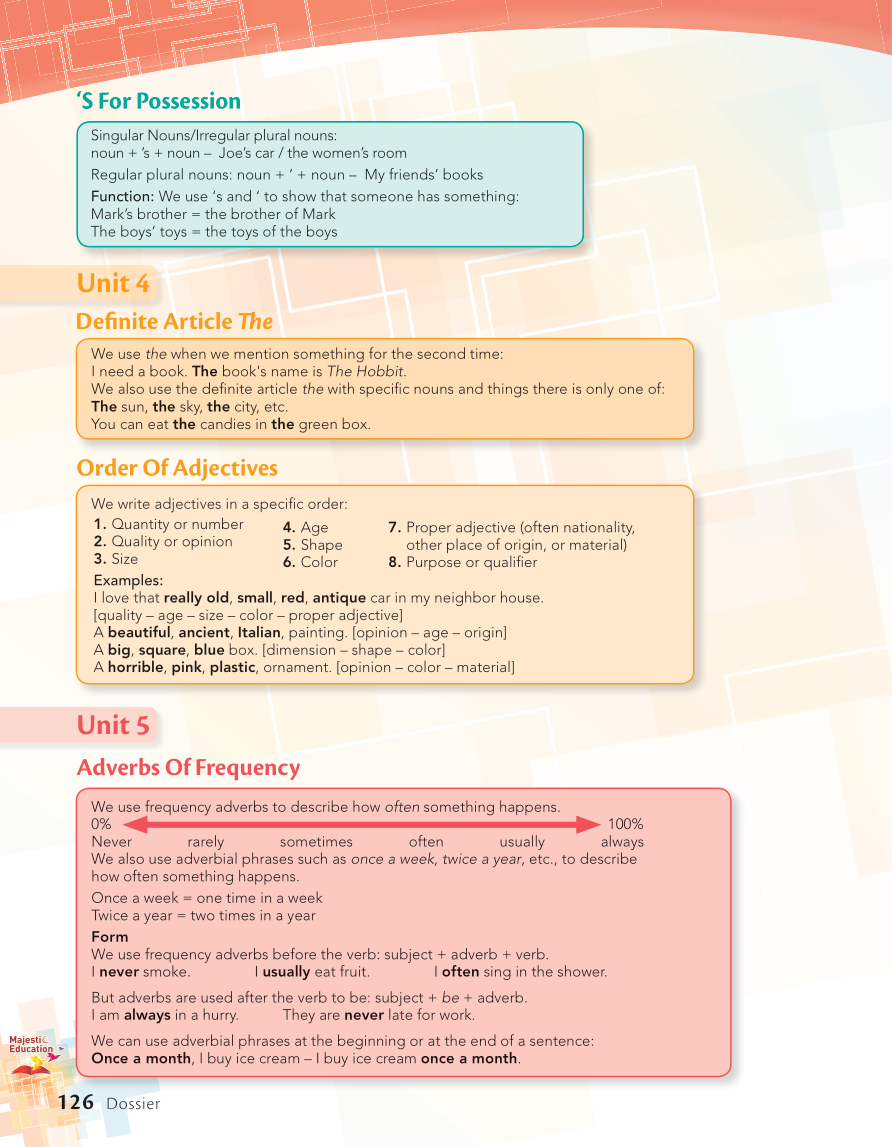 ‘S For Possession
Singular Nouns/Irregular plural nouns:
noun + ’s + noun – Joe’s car / the women’s room
Regular plural nouns: noun + ‘ + noun – My friends’ books
Function: We use ‘s and ‘ to show that someone has something:
Mark’s brother = the brother of Mark
The boys’ toys = the toys of the boys
Unit 4
Definite Article The
We use the when we mention something for the second time:
I need a book. The book's name is The Hobbit.
We also use the definite article the with specific nouns and things there is only one of:
The sun, the sky, the city, etc.
You can eat the candies in the green box.
Order Of Adjectives
We write adjectives in a specific order:
1. Quantity or number
2. Quality or opinion
3. Size
4. Age
5. Shape
6. Color
7. Proper adjective (often nationality,
other place of origin, or material)
8. Purpose or qualifier
Examples:
I love that really old, small, red, antique car in my neighbor house.
[quality – age – size – color – proper adjective]
A beautiful, ancient, Italian, painting. [opinion – age – origin]
A big, square, blue box. [dimension – shape – color]
A horrible, pink, plastic, ornament. [opinion – color – material]
Unit 5
Adverbs Of Frequency
We use frequency adverbs to describe how often something happens.
0% 100%
Never rarely sometimes often usually always
We also use adverbial phrases such as once a week, twice a year, etc., to describe
how often something happens.
Once a week = one time in a week
Twice a year = two times in a year
Form
We use frequency adverbs before the verb: subject + adverb + verb.
I never smoke. I usually eat fruit. I often sing in the shower.
But adverbs are used after the verb to be: subject + be + adverb.
I am always in a hurry. They are never late for work.
We can use adverbial phrases at the beginning or at the end of a sentence:
Once a month, I buy ice cream – I buy ice cream once a month.
Majestic
Education
126 Dossier